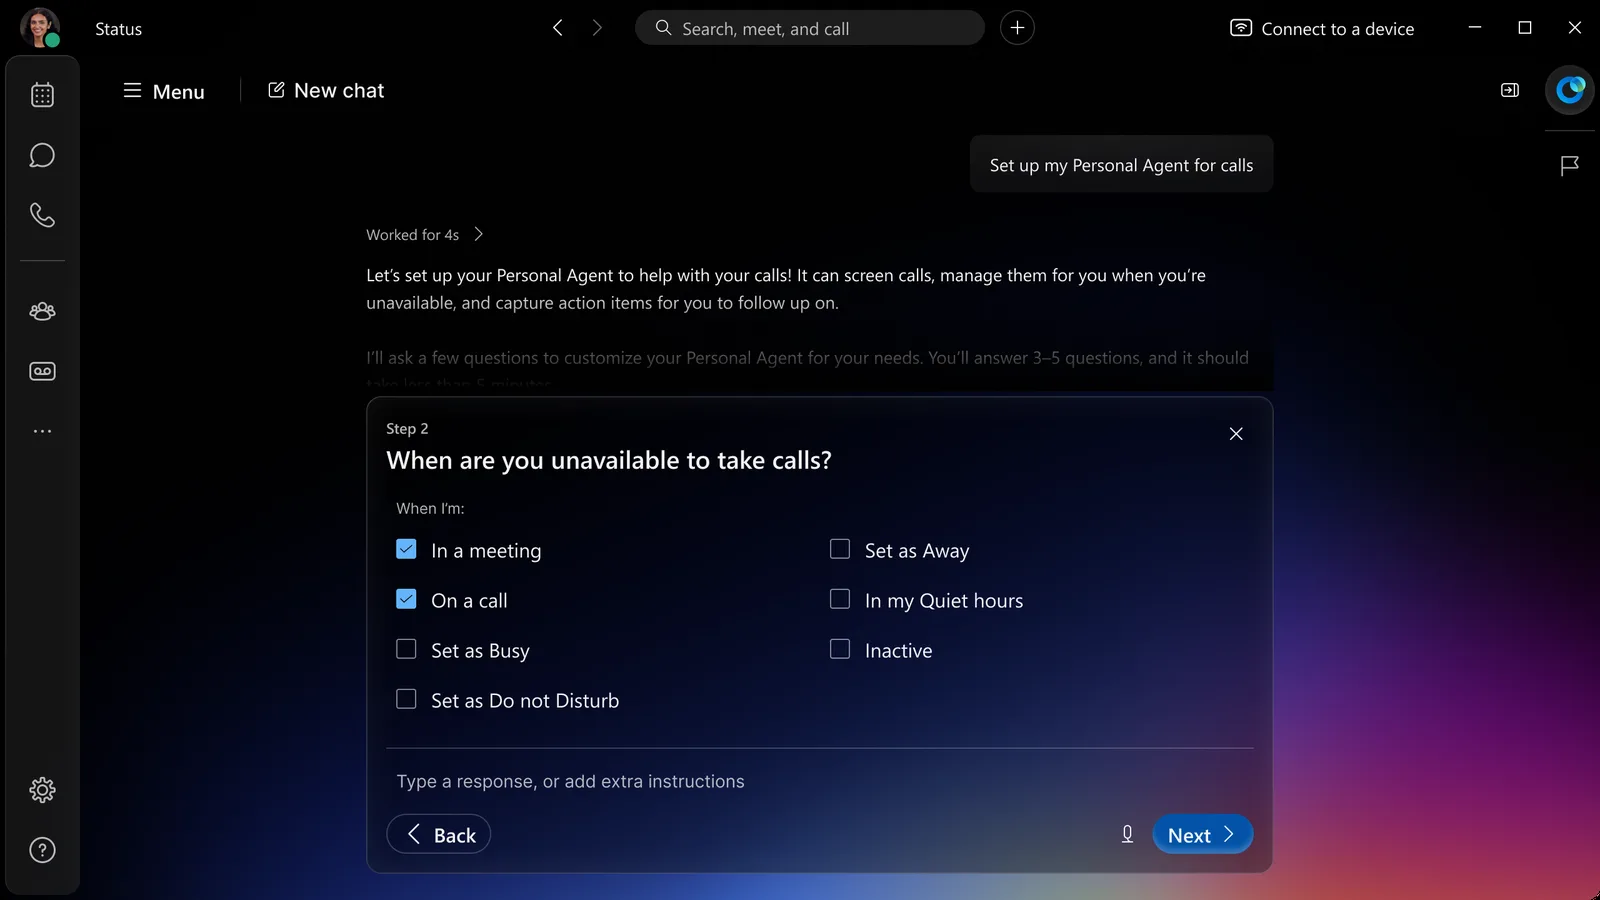 Status
Search, meet, and call
Connect to a device
Menu
New chat
Set up my Personal Agent for calls
Worked for 4s
Let’s set up your Personal Agent to help with your calls! It can screen calls, manage them for you when you’re
unavailable, and capture action items for you to follow up on.
I’ll ask a few questions to customize your Personal Agent for your needs. You’ll answer 3–5 questions, and it should
take less than 5 minutes.
Step 2
When are you unavailable to take calls?
When I’m:
In a meeting
Set as Away
On a call
In my Quiet hours
Set as Busy
Inactive
Set as Do not Disturb
Type a response, or add extra instructions
Back
Next